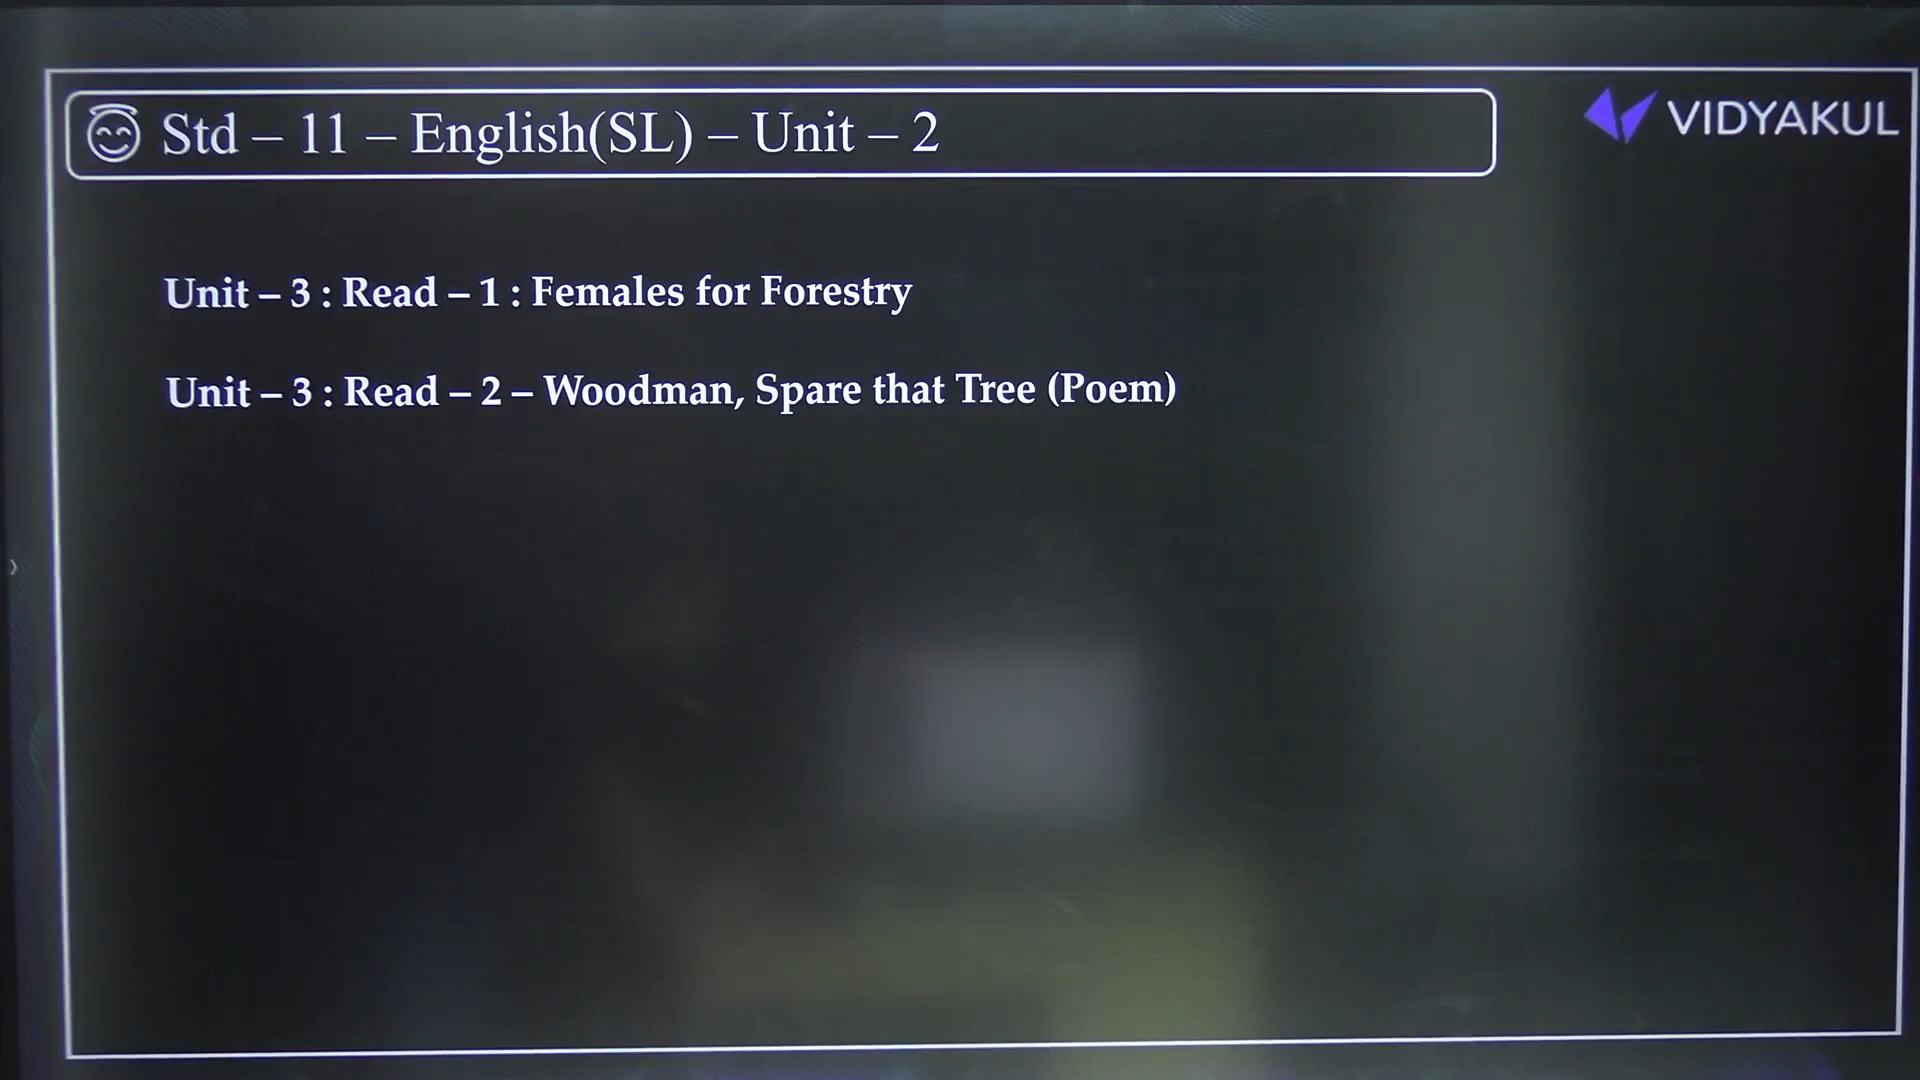 Std – 11 – English(SL) – Unit – 2
VIDYAKUL
Unit – 3 : Read – 1 : Females for Forestry
Unit – 3 : Read – 2 – Woodman, Spare that Tree (Poem)